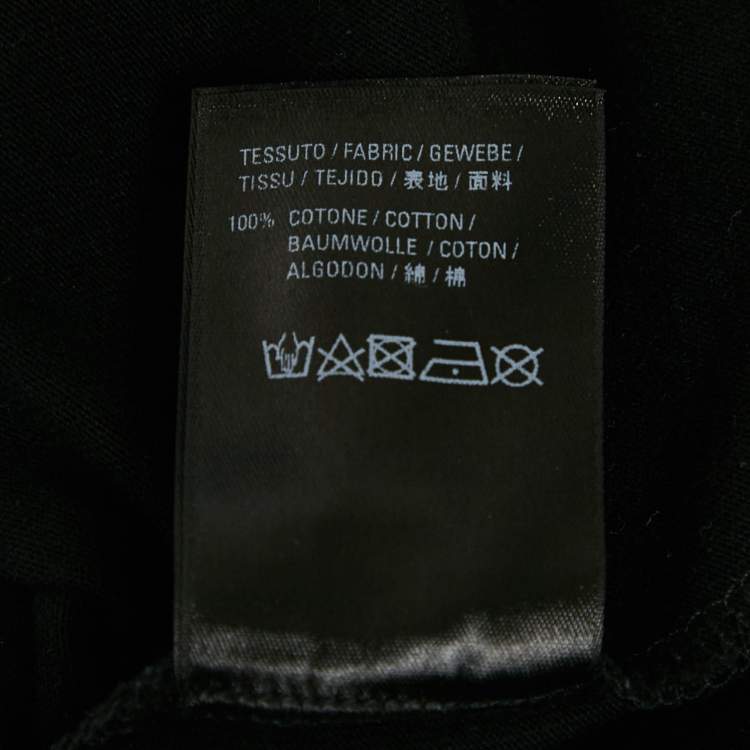 TESSUTO / FABRIC / GEWEBE /
TISSU / TEJIDO / 表地 / 面料
100% COTONE / COTTON /
BAUMWOLLE / COTON /
ALGODON / 綿 / 棉